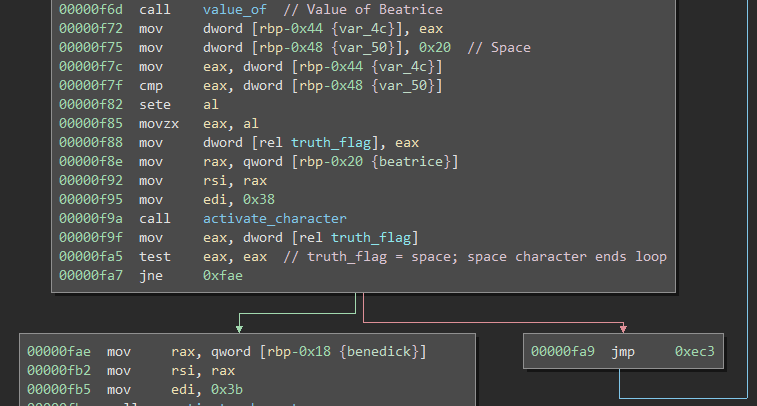 00000f6d call value_of // Value of Beatrice
00000f72 mov dword [rbp-0x44 {var_4c}], eax
00000f75 mov dword [rbp-0x48 {var_50}], 0x20 // Space
00000f7c mov eax, dword [rbp-0x44 {var_4c}]
00000f7f cmp eax, dword [rbp-0x48 {var_50}]
00000f82 sete al
00000f85 movzx eax, al
00000f88 mov dword [rel truth_flag], eax
00000f8e mov rax, qword [rbp-0x20 {beatrice}]
00000f92 mov rsi, rax
00000f95 mov edi, 0x38
00000f9a call activate_character
00000f9f mov eax, dword [rel truth_flag]
00000fa5 test eax, eax // truth_flag = space; space character ends loop
00000fa7 jne 0xfae
00000fae mov rax, qword [rbp-0x18 {benedick}]
00000fb2 mov rsi, rax
00000fb5 mov edi, 0x3b
00000fa9 jmp 0xec3